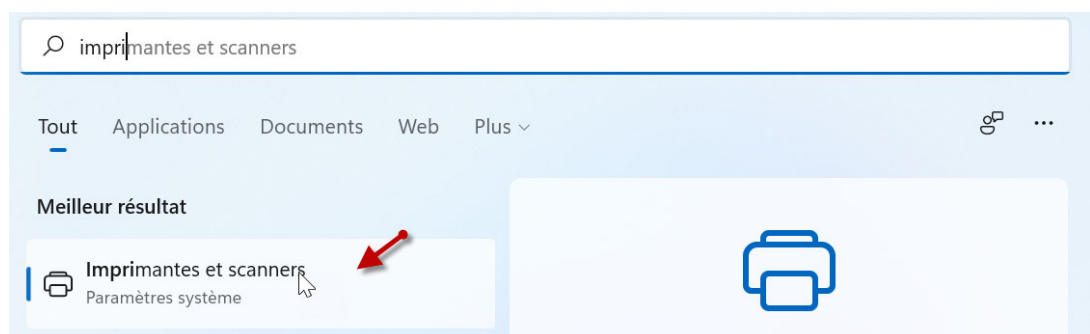 imprimantes et scanners
Tout Applications Documents Web Plus
Meilleur résultat
Imprimantes et scanners
Paramètres système